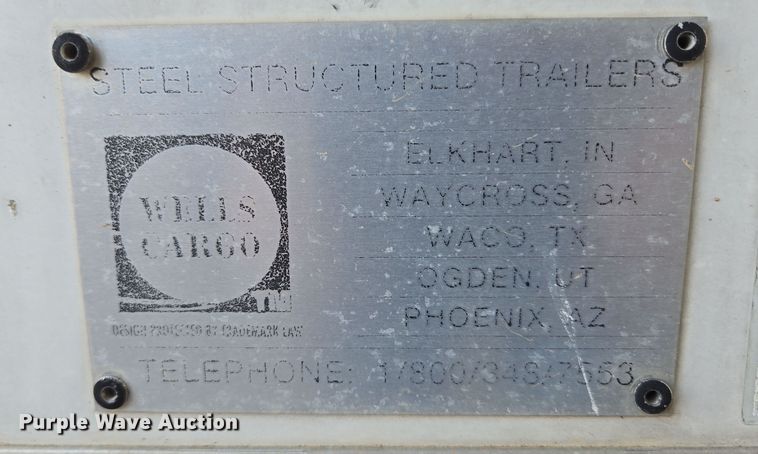 STEEL STRUCTURED TRAILERS
WELLS
CARGO
TM
DESIGN PROTECTED BY TRADEMARK LAW
ELKHART, IN
WAYCROSS, GA
WACO, TX
OGDEN, UT
PHOENIX, AZ
TELEPHONE: 1/800/348/7553
Purple Wave Auction